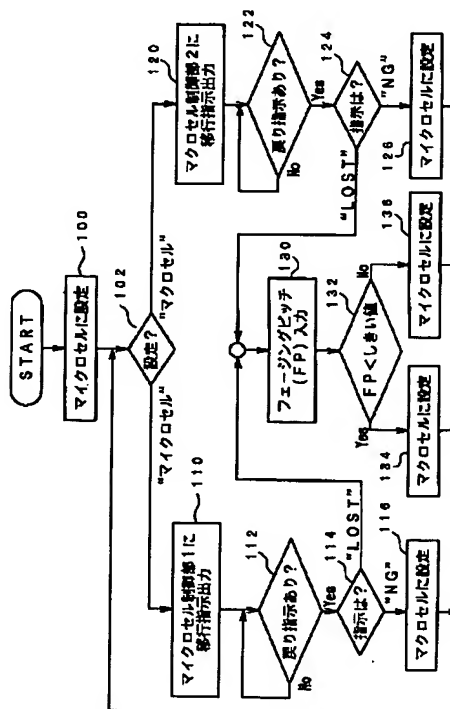 START
100
マイクロセルに設定
102
設定?
"マイクロセル"
"マクロセル"
110
マイクロセル制御部1に
移行指示出力
120
マクロセル制御部2に
移行指示出力
112
戻り指示あり?
No
Yes
122
戻り指示あり?
No
Yes
114
指示は?
"LOST"
"NG"
124
指示は?
"LOST"
"NG"
130
フェージングピッチ
(FP)入力
132
FP<しきい値
Yes
No
116
マクロセルに設定
134
マクロセルに設定
136
マイクロセルに設定
126
マイクロセルに設定